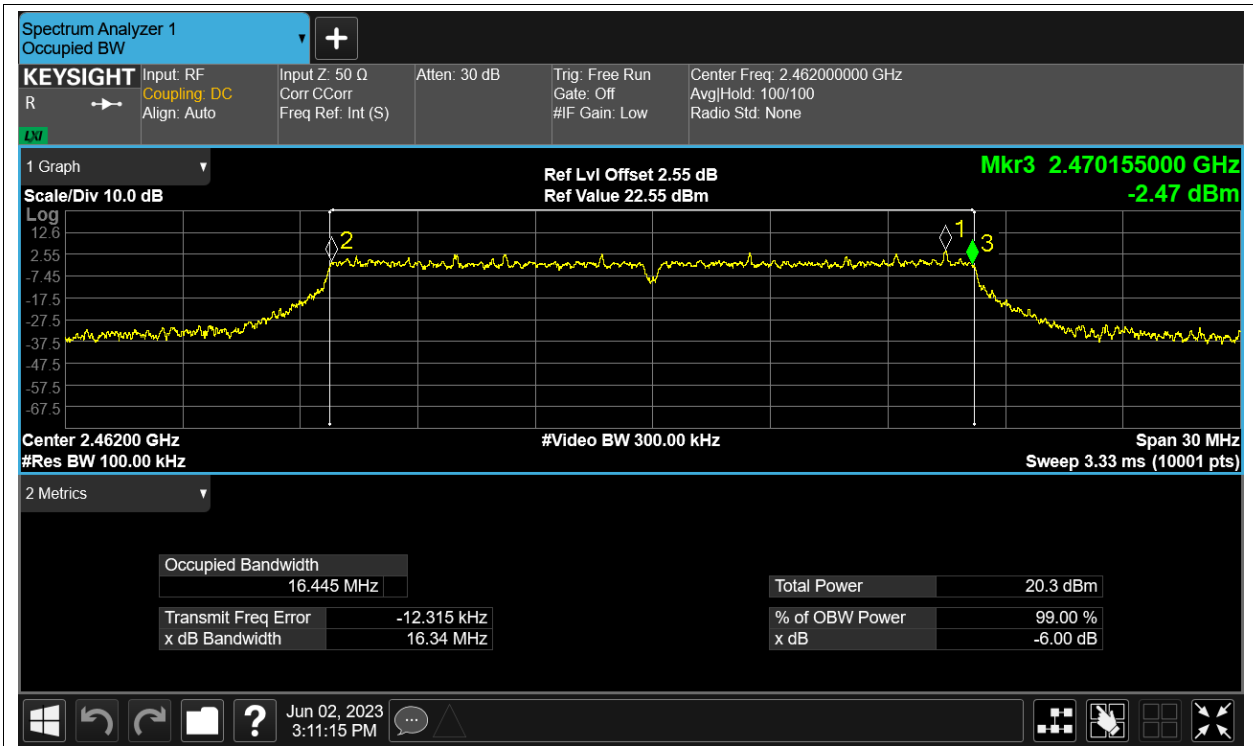 Spectrum Analyzer 1
Occupied BW
KEYSIGHT
R
LXI
Input: RF
Coupling: DC
Align: Auto
Input Z: 50 Ω
Corr CCorr
Freq Ref: Int (S)
Atten: 30 dB
Trig: Free Run
Gate: Off
#IF Gain: Low
Center Freq: 2.462000000 GHz
Avg|Hold: 100/100
Radio Std: None
1 Graph
Scale/Div 10.0 dB
Ref Lvl Offset 2.55 dB
Ref Value 22.55 dBm
Mkr3 2.470155000 GHz
-2.47 dBm
Log
12.6
2.55
-7.45
-17.5
-27.5
-37.5
-47.5
-57.5
-67.5
2
1
3
Center 2.46200 GHz
#Video BW 300.00 kHz
Span 30 MHz
#Res BW 100.00 kHz
Sweep 3.33 ms (10001 pts)
2 Metrics
Occupied Bandwidth
16.445 MHz
Transmit Freq Error -12.315 kHz
x dB Bandwidth 16.34 MHz
Total Power 20.3 dBm
% of OBW Power 99.00 %
x dB -6.00 dB
?
Jun 02, 2023
3:11:15 PM